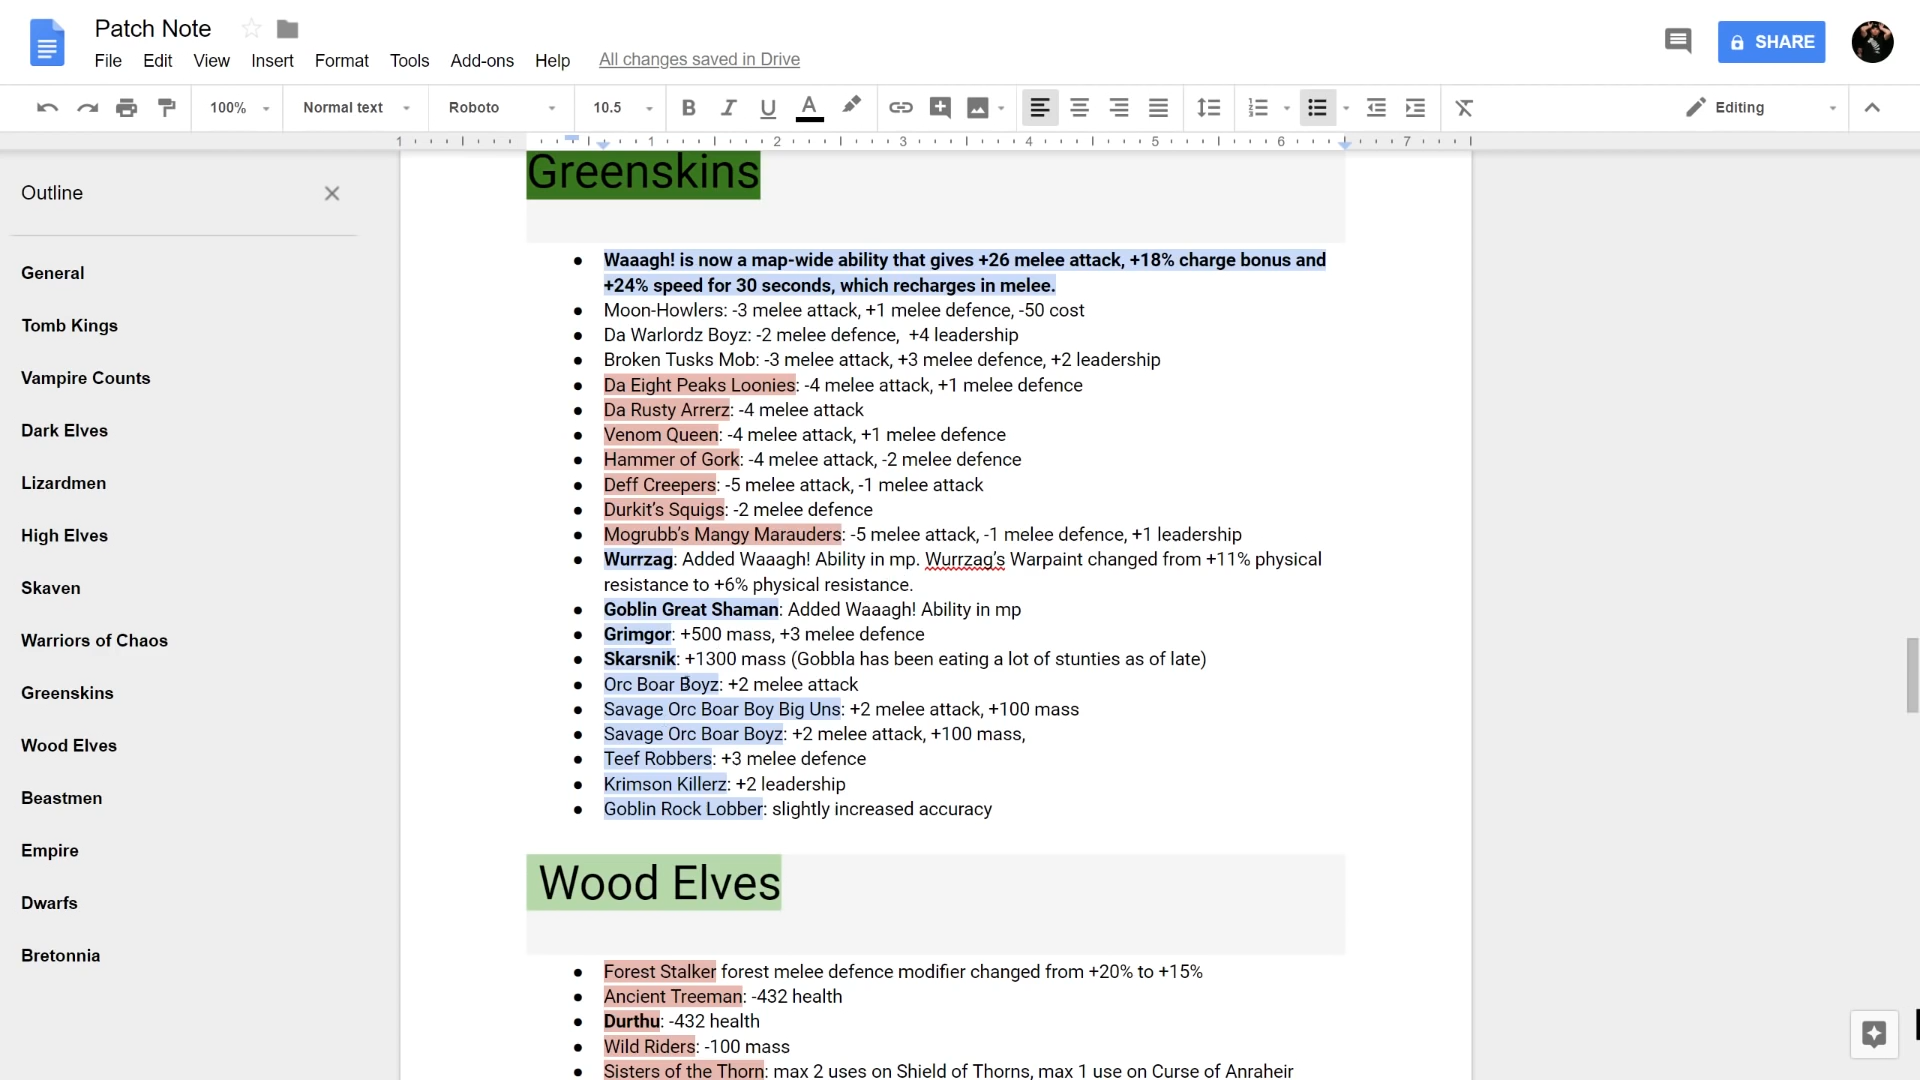 Patch Note
File Edit View Insert Format Tools Add-ons Help All changes saved in Drive
SHARE
100% Normal text Roboto 10.5 B I U A Editing
1 1 2 3 4 5 6 7
Outline
General
Tomb Kings
Vampire Counts
Dark Elves
Lizardmen
High Elves
Skaven
Warriors of Chaos
Greenskins
Wood Elves
Beastmen
Empire
Dwarfs
Bretonnia
Greenskins
● Waaagh! is now a map-wide ability that gives +26 melee attack, +18% charge bonus and
+24% speed for 30 seconds, which recharges in melee.
● Moon-Howlers: -3 melee attack, +1 melee defence, -50 cost
● Da Warlordz Boyz: -2 melee defence,  +4 leadership
● Broken Tusks Mob: -3 melee attack, +3 melee defence, +2 leadership
● Da Eight Peaks Loonies: -4 melee attack, +1 melee defence
● Da Rusty Arrerz: -4 melee attack
● Venom Queen: -4 melee attack, +1 melee defence
● Hammer of Gork: -4 melee attack, -2 melee defence
● Deff Creepers: -5 melee attack, -1 melee attack
● Durkit’s Squigs: -2 melee defence
● Mogrubb’s Mangy Marauders: -5 melee attack, -1 melee defence, +1 leadership
● Wurrzag: Added Waaagh! Ability in mp. Wurrzag’s Warpaint changed from +11% physical
resistance to +6% physical resistance.
● Goblin Great Shaman: Added Waaagh! Ability in mp
● Grimgor: +500 mass, +3 melee defence
● Skarsnik: +1300 mass (Gobbla has been eating a lot of stunties as of late)
● Orc Boar Boyz: +2 melee attack
● Savage Orc Boar Boy Big Uns: +2 melee attack, +100 mass
● Savage Orc Boar Boyz: +2 melee attack, +100 mass,
● Teef Robbers: +3 melee defence
● Krimson Killerz: +2 leadership
● Goblin Rock Lobber: slightly increased accuracy
Wood Elves
● Forest Stalker forest melee defence modifier changed from +20% to +15%
● Ancient Treeman: -432 health
● Durthu: -432 health
● Wild Riders: -100 mass
● Sisters of the Thorn: max 2 uses on Shield of Thorns, max 1 use on Curse of Anraheir